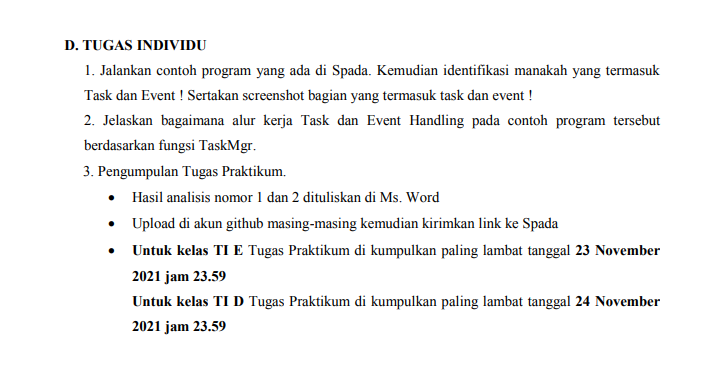 D. TUGAS INDIVIDU
1. Jalankan contoh program yang ada di Spada. Kemudian identifikasi manakah yang termasuk
Task dan Event ! Sertakan screenshot bagian yang termasuk task dan event !
2. Jelaskan bagaimana alur kerja Task dan Event Handling pada contoh program tersebut
berdasarkan fungsi TaskMgr.
3. Pengumpulan Tugas Praktikum.
• Hasil analisis nomor 1 dan 2 dituliskan di Ms. Word
• Upload di akun github masing-masing kemudian kirimkan link ke Spada
• Untuk kelas TI E Tugas Praktikum di kumpulkan paling lambat tanggal 23 November
2021 jam 23.59
Untuk kelas TI D Tugas Praktikum di kumpulkan paling lambat tanggal 24 November
2021 jam 23.59